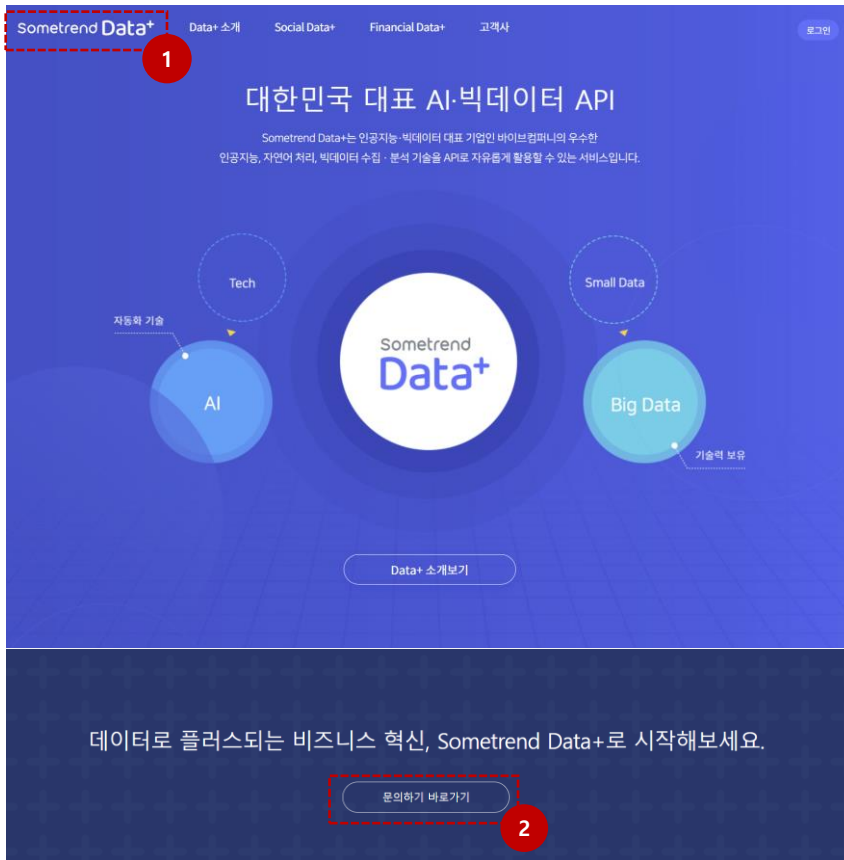 Sometrend Data+
Data+ 소개
Social Data+
Financial Data+
고객사
로그인
1
대한민국 대표 AI·빅데이터 API
Sometrend Data+는 인공지능·빅데이터 대표 기업인 바이브컴퍼니의 우수한
인공지능, 자연어 처리, 빅데이터 수집 · 분석 기술을 API로 자유롭게 활용할 수 있는 서비스입니다.
Tech
Small Data
자동화 기술
Sometrend
Data+
AI
Big Data
기술력 보유
Data+ 소개보기
데이터로 플러스되는 비즈니스 혁신, Sometrend Data+로 시작해보세요.
문의하기 바로가기
2